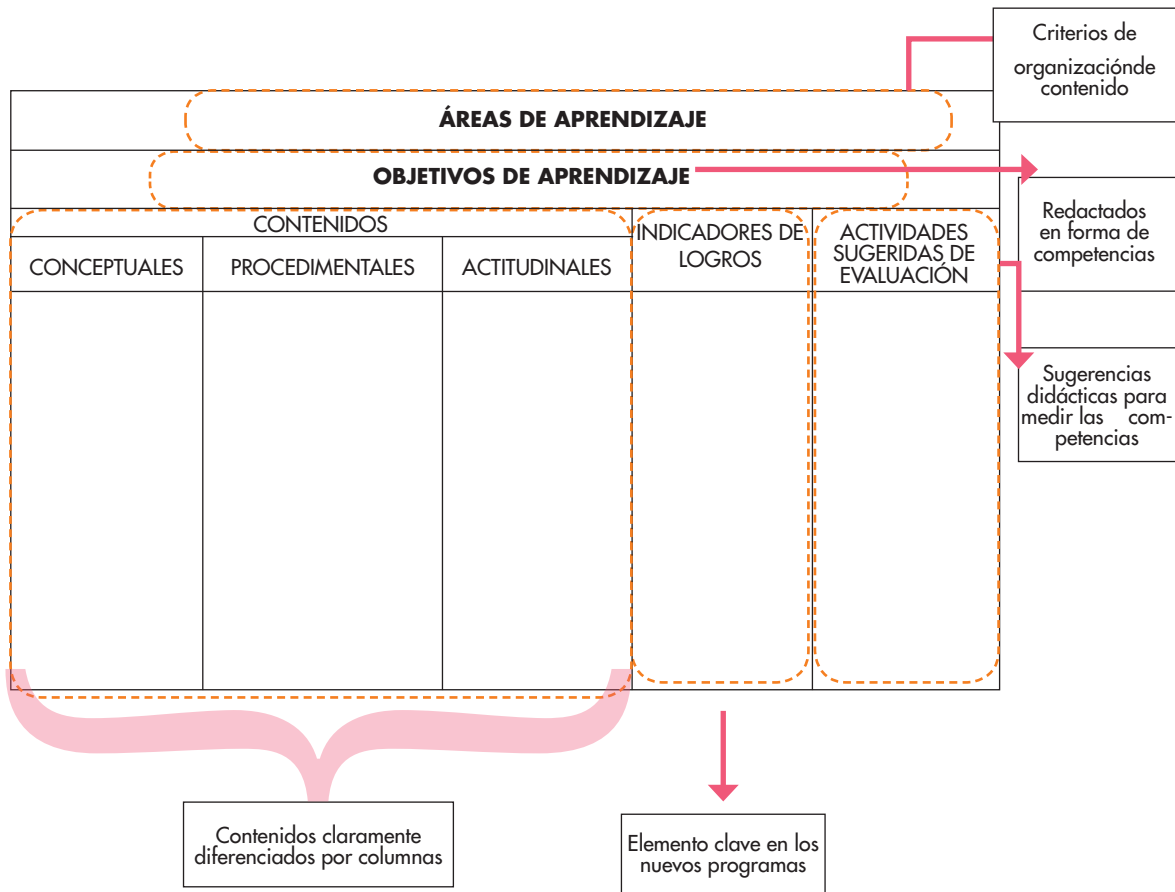 Criterios de
organizaciónde
contenido
ÁREAS DE APRENDIZAJE
OBJETIVOS DE APRENDIZAJE
Redactados
en forma de
competencias
CONTENIDOS
CONCEPTUALES
PROCEDIMENTALES
ACTITUDINALES
INDICADORES DE
LOGROS
ACTIVIDADES
SUGERIDAS DE
EVALUACIÓN
Sugerencias
didácticas para
medir las com-
petencias
Contenidos claramente
diferenciados por columnas
Elemento clave en los
nuevos programas